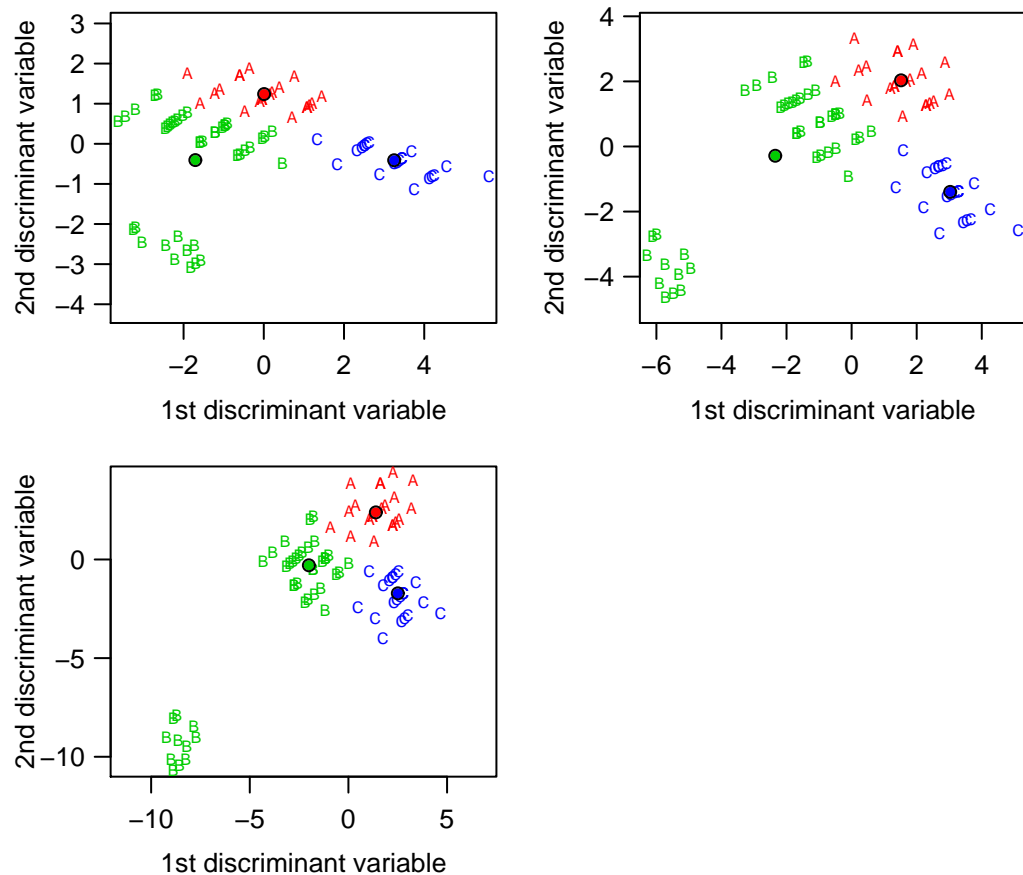 3
2
1
0
−1
−2
−3
−4
2nd discriminant variable
−2 0 2 4
1st discriminant variable
A
B
C
4
2
0
−2
−4
2nd discriminant variable
−6 −4 −2 0 2 4
1st discriminant variable
A
B
C
0
−5
−10
2nd discriminant variable
−10 −5 0 5
1st discriminant variable
A
B
C